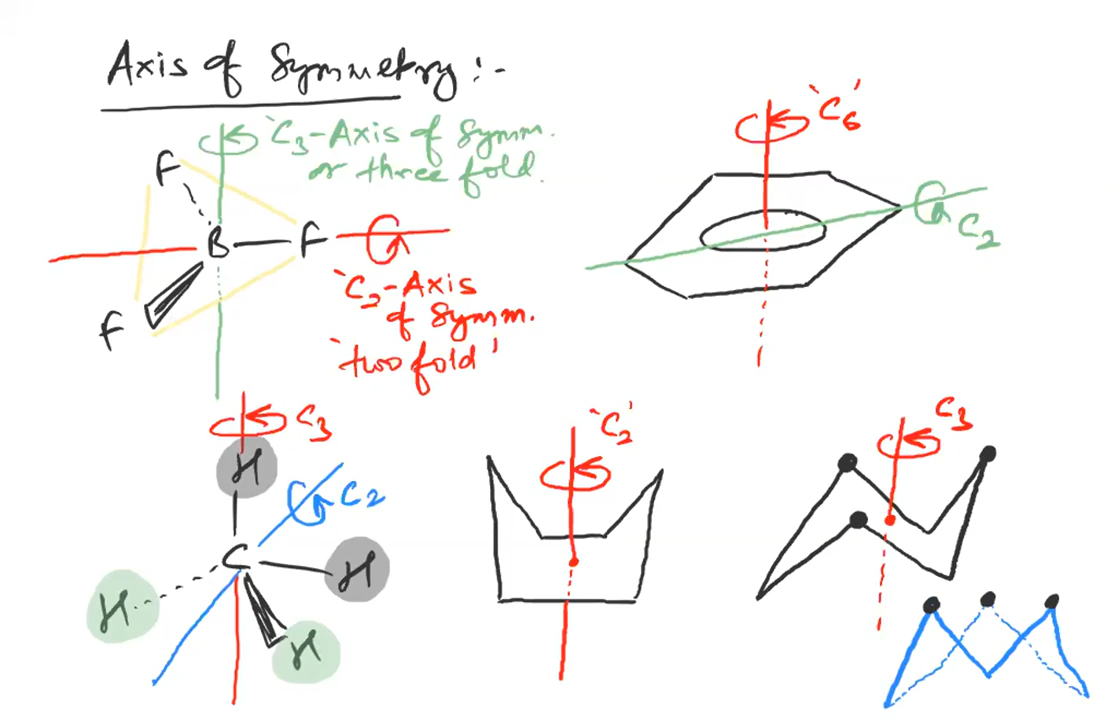 Axis of Symmetry :-
'C₃-Axis of Symm.
or three fold.
F
B
F
F
'C₂-Axis
of Symm.
'two fold'
'C₆'
C₂
C₃
H
C₂
C
H
H
H
'C₂'
C₃